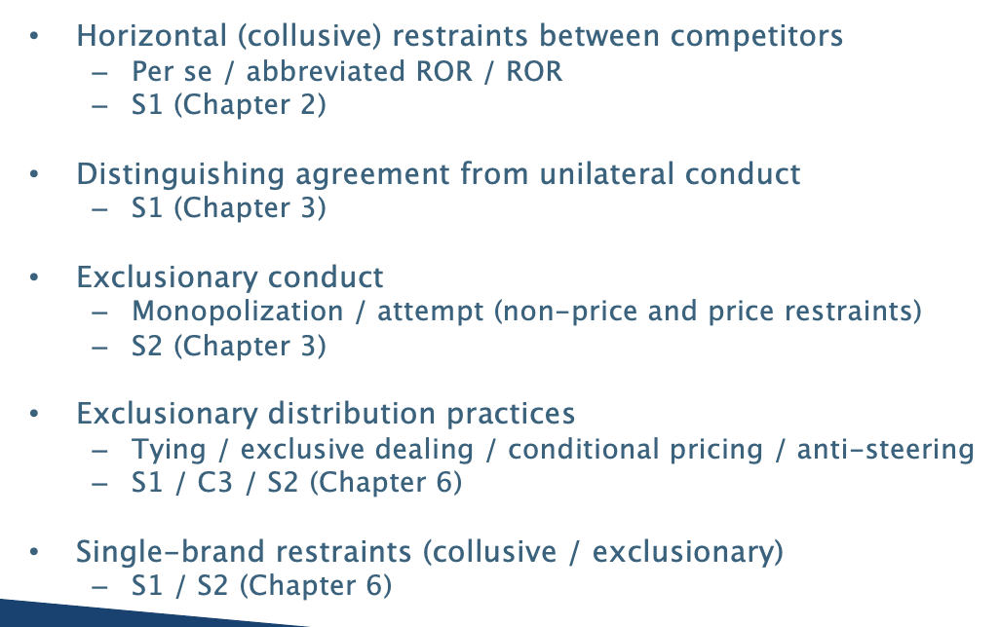 • Horizontal (collusive) restraints between competitors
– Per se / abbreviated ROR / ROR
– S1 (Chapter 2)
• Distinguishing agreement from unilateral conduct
– S1 (Chapter 3)
• Exclusionary conduct
– Monopolization / attempt (non–price and price restraints)
– S2 (Chapter 3)
• Exclusionary distribution practices
– Tying / exclusive dealing / conditional pricing / anti–steering
– S1 / C3 / S2 (Chapter 6)
• Single–brand restraints (collusive / exclusionary)
– S1 / S2 (Chapter 6)